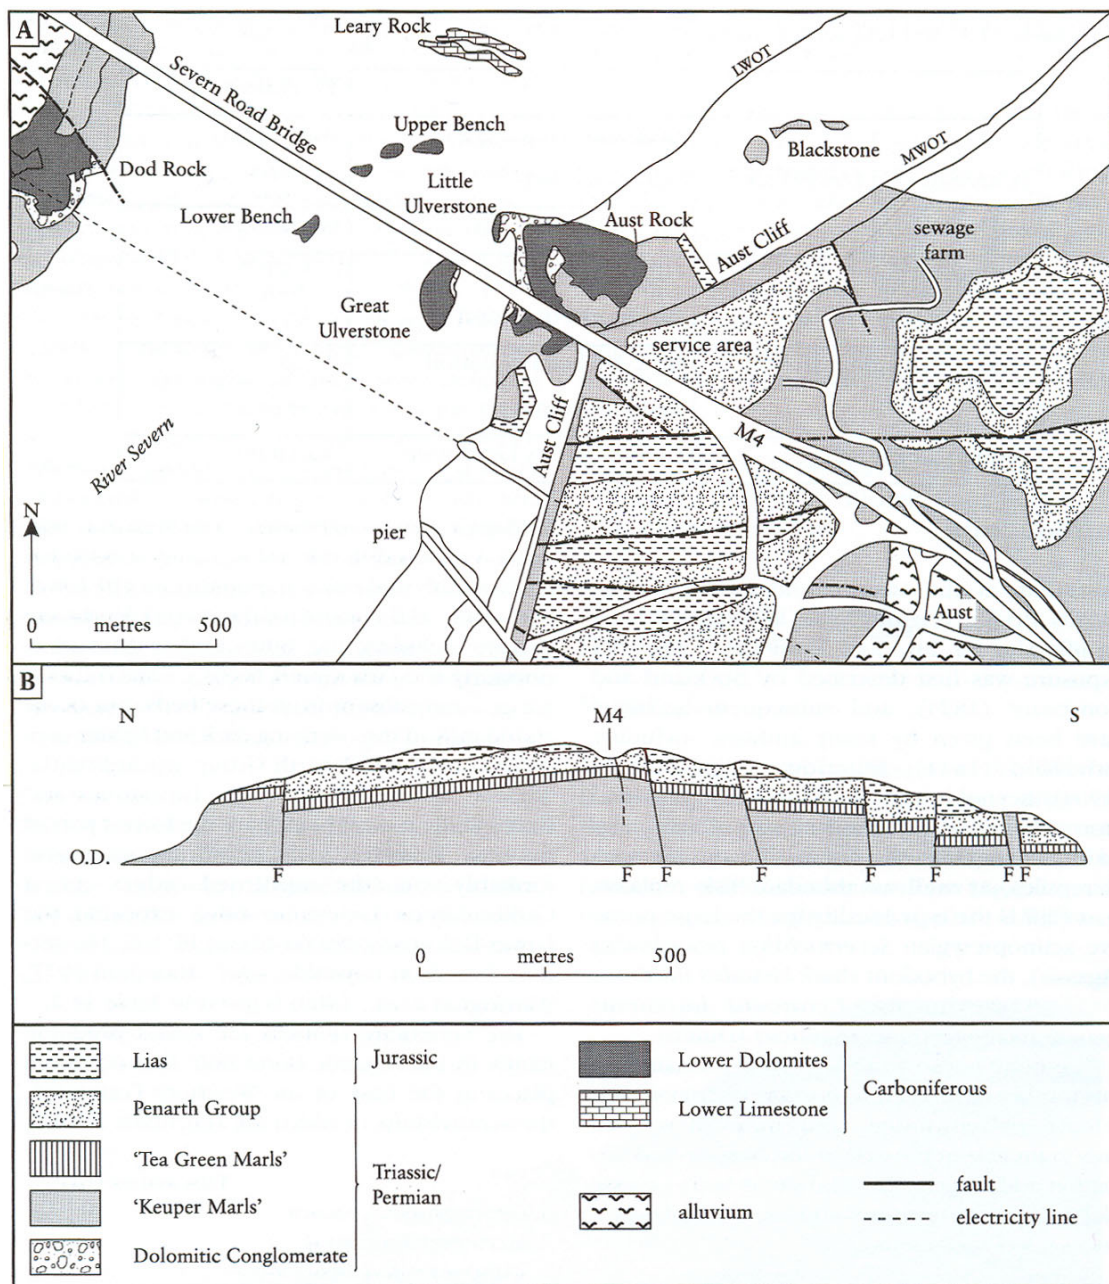 A
Leary Rock
LWOT
Severn Road Bridge
Upper Bench
Blackstone
MWOT
Dod Rock
Little
Ulverstone
Lower Bench
Aust Rock
Aust Cliff
sewage
farm
Great
Ulverstone
service area
River Severn
Aust Cliff
M4
N
pier
Aust
0 metres 500
B
N M4 S
O.D.
F F F F F F F F
0 metres 500
Lias
Jurassic
Penarth Group
'Tea Green Marls'
'Keuper Marls'
Dolomitic Conglomerate
Triassic/
Permian
Lower Dolomites
Lower Limestone
Carboniferous
alluvium
fault
electricity line